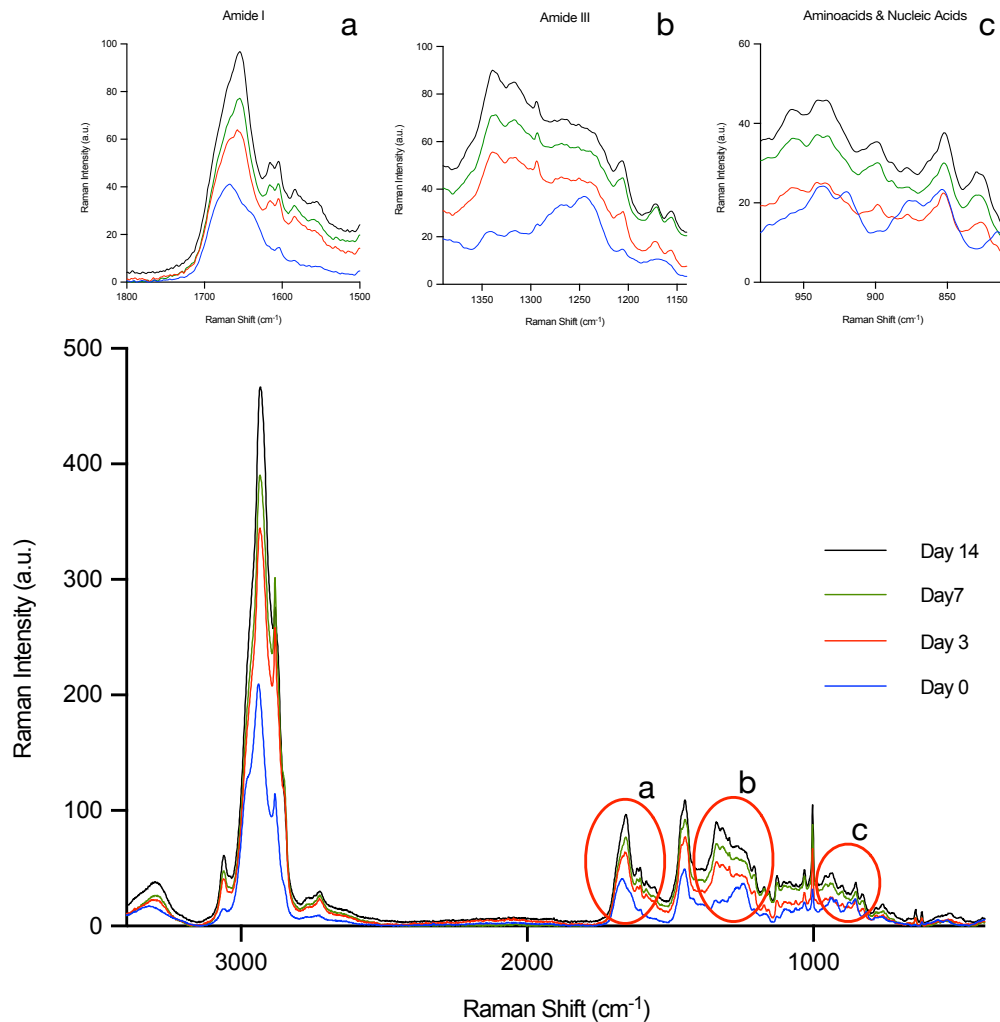 Amide I
a
Raman Intensity (a.u.)
100
80
60
40
20
0
1800
1700
1600
1500
Raman Shift (cm⁻¹)
Amide III
b
Raman Intensity (a.u.)
100
80
60
40
20
0
1350
1300
1250
1200
1150
Raman Shift (cm⁻¹)
Aminoacids & Nucleic Acids
c
Raman Intensity (a.u.)
60
40
20
0
950
900
850
Raman Shift (cm⁻¹)
Raman Intensity (a.u.)
500
400
300
200
100
0
a
b
c
Day 14
Day7
Day 3
Day 0
3000
2000
1000
Raman Shift (cm⁻¹)